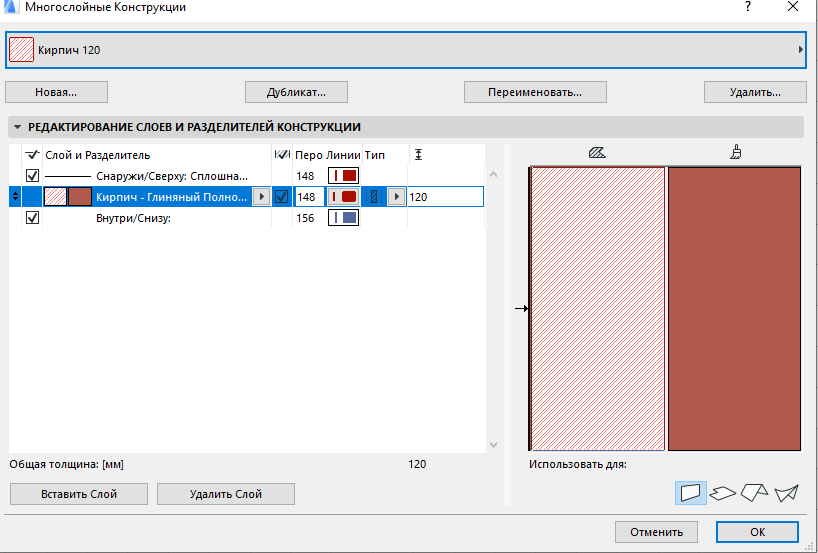 Многослойные Конструкции ?
Кирпич 120
Новая... Дубликат... Переименовать... Удалить...
РЕДАКТИРОВАНИЕ СЛОЕВ И РАЗДЕЛИТЕЛЕЙ КОНСТРУКЦИИ
Слой и Разделитель Перо Линии Тип
Снаружи/Сверху: Сплошна... 148
Кирпич - Глиняный Полно... 148 120
Внутри/Снизу: 156
Общая толщина: [мм] 120
Использовать для:
Вставить Слой Удалить Слой
Отменить OK